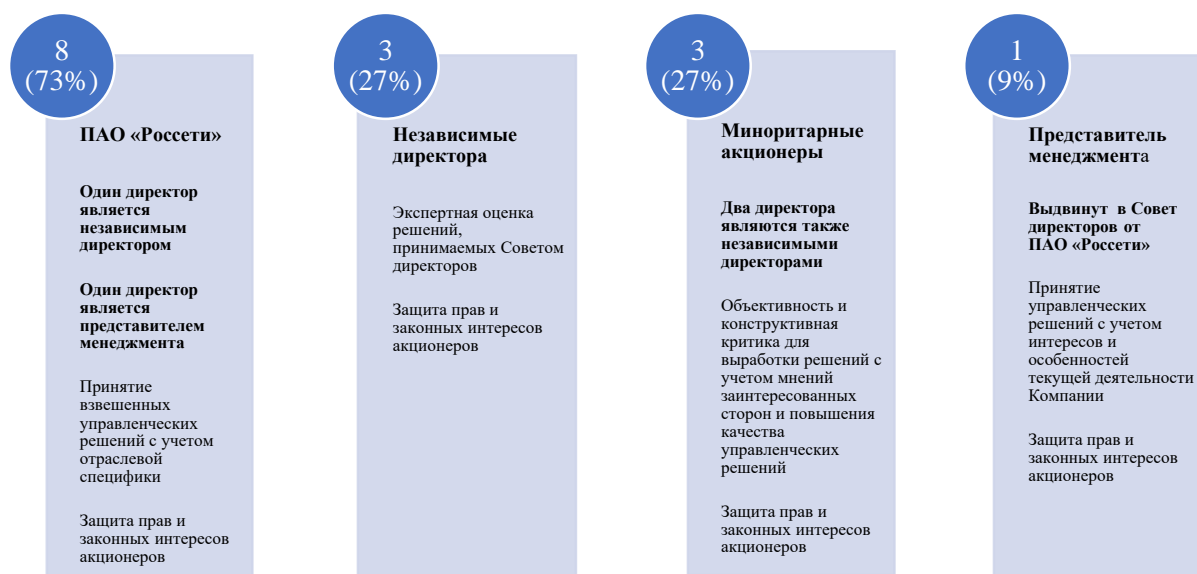 8
(73%)
ПАО «Россети»
Один директор
является
независимым
директором
Один директор
является
представителем
менеджмента
Принятие
взвешенных
управленческих
решений с учетом
отраслевой
специфики
Защита прав и
законных интересов
акционеров
3
(27%)
Независимые
директора
Экспертная оценка
решений,
принимаемых Советом
директоров
Защита прав и
законных интересов
акционеров
3
(27%)
Миноритарные
акционеры
Два директора
являются также
независимыми
директорами
Объективность и
конструктивная
критика для
выработки решений с
учетом мнений
заинтересованных
сторон и повышения
качества
управленческих
решений
Защита прав и
законных интересов
акционеров
1
(9%)
Представитель
менеджмента
Выдвинут в Совет
директоров от
ПАО «Россети»
Принятие
управленческих
решений с учетом
интересов и
особенностей
текущей деятельности
Компании
Защита прав и
законных интересов
акционеров